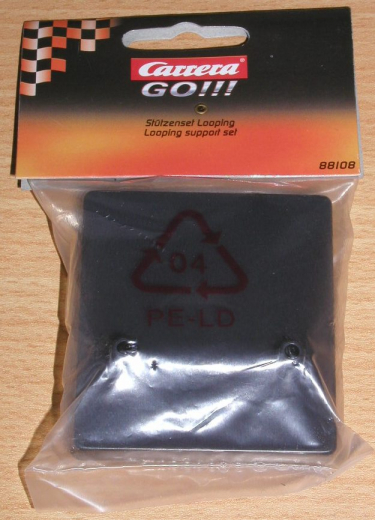 Carrera
GO!!!
Stützenset Looping
Looping support set
88108
04
PE-LD